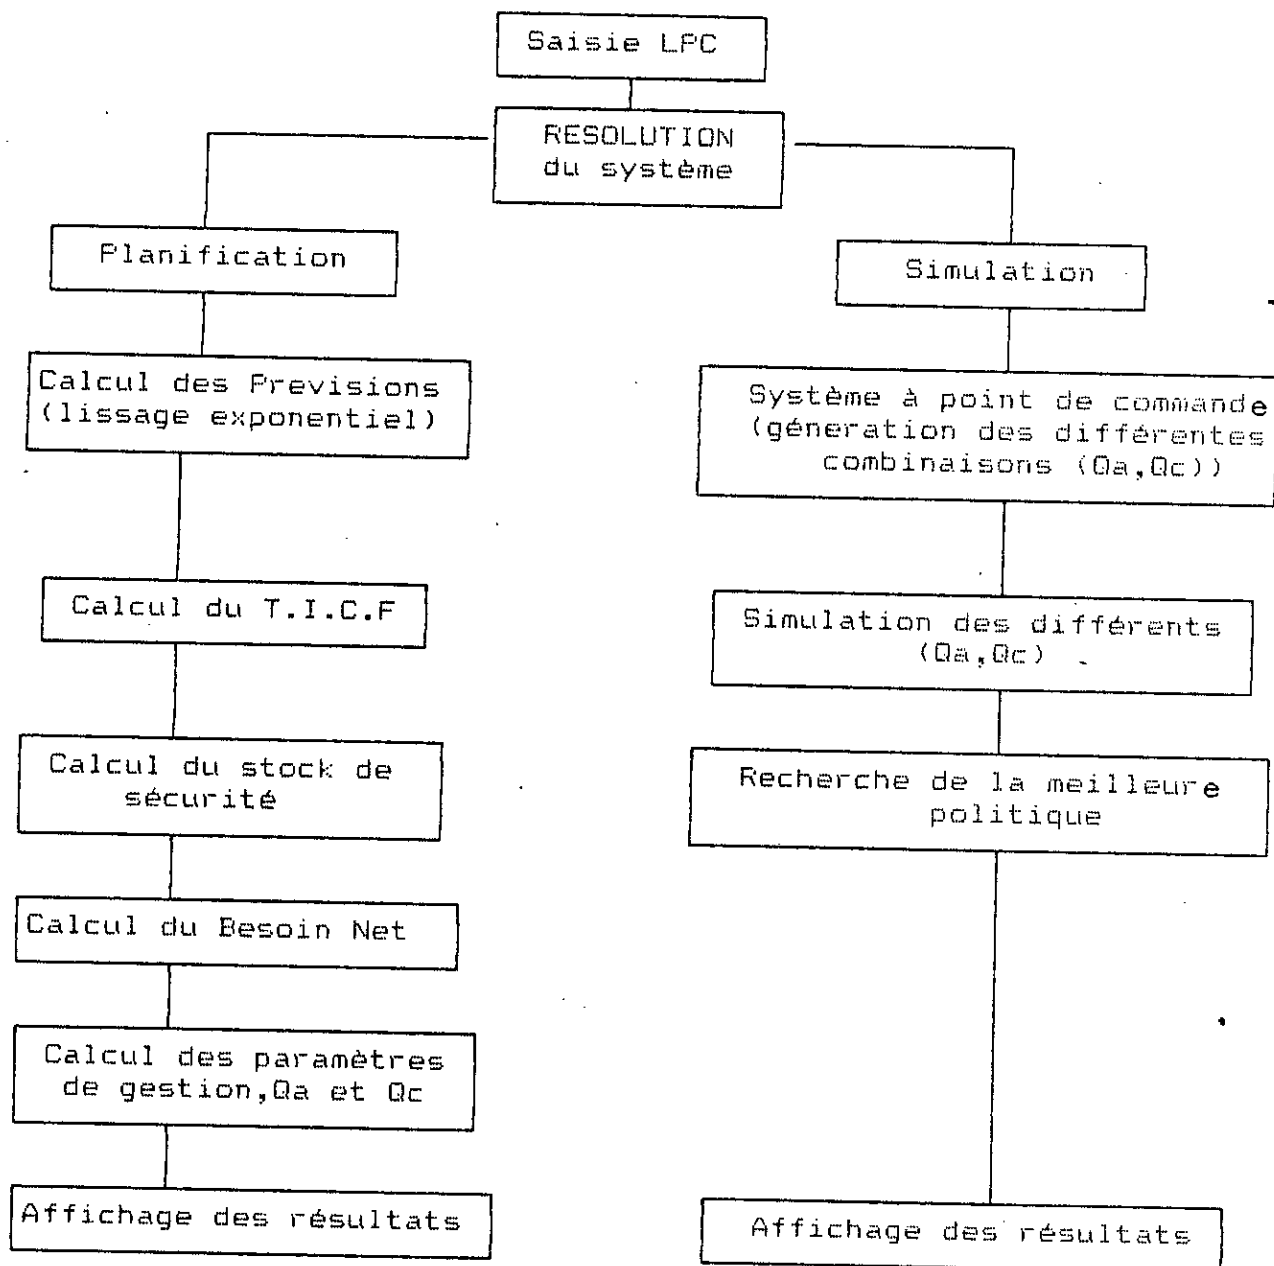 Saisie LPC
RESOLUTION
du système
Planification
Simulation
Calcul des Previsions
(lissage exponentiel)
Système à point de commande
(géneration des différentes
combinaisons (Qa,Qc))
Calcul du T.I.C.F
Simulation des différents
(Qa,Qc)
Calcul du stock de
sécurité
Recherche de la meilleure
politique
Calcul du Besoin Net
Calcul des paramètres
de gestion,Qa et Qc
Affichage des résultats
Affichage des résultats